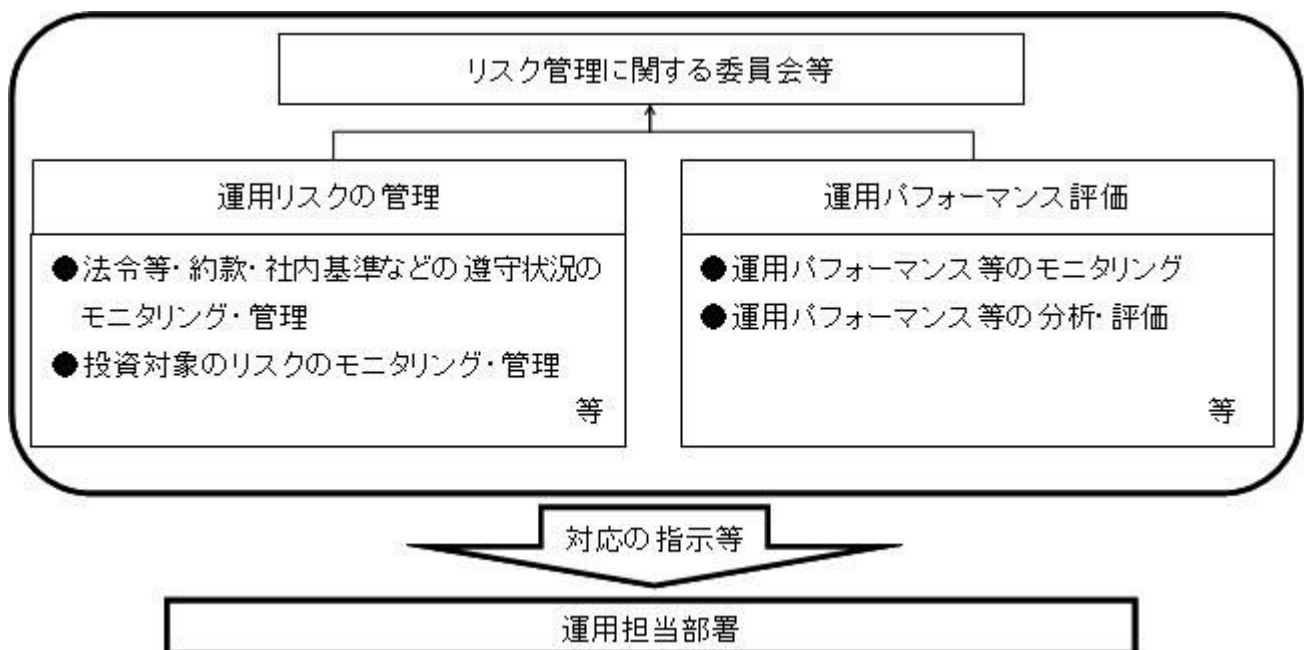 リスク管理に関する委員会等
運用リスクの管理
●法令等・約款・社内基準などの遵守状況の
モニタリング・管理
●投資対象のリスクのモニタリング・管理
等
運用パフォーマンス評価
●運用パフォーマンス等のモニタリング
●運用パフォーマンス等の分析・評価
等
対応の指示等
運用担当部署